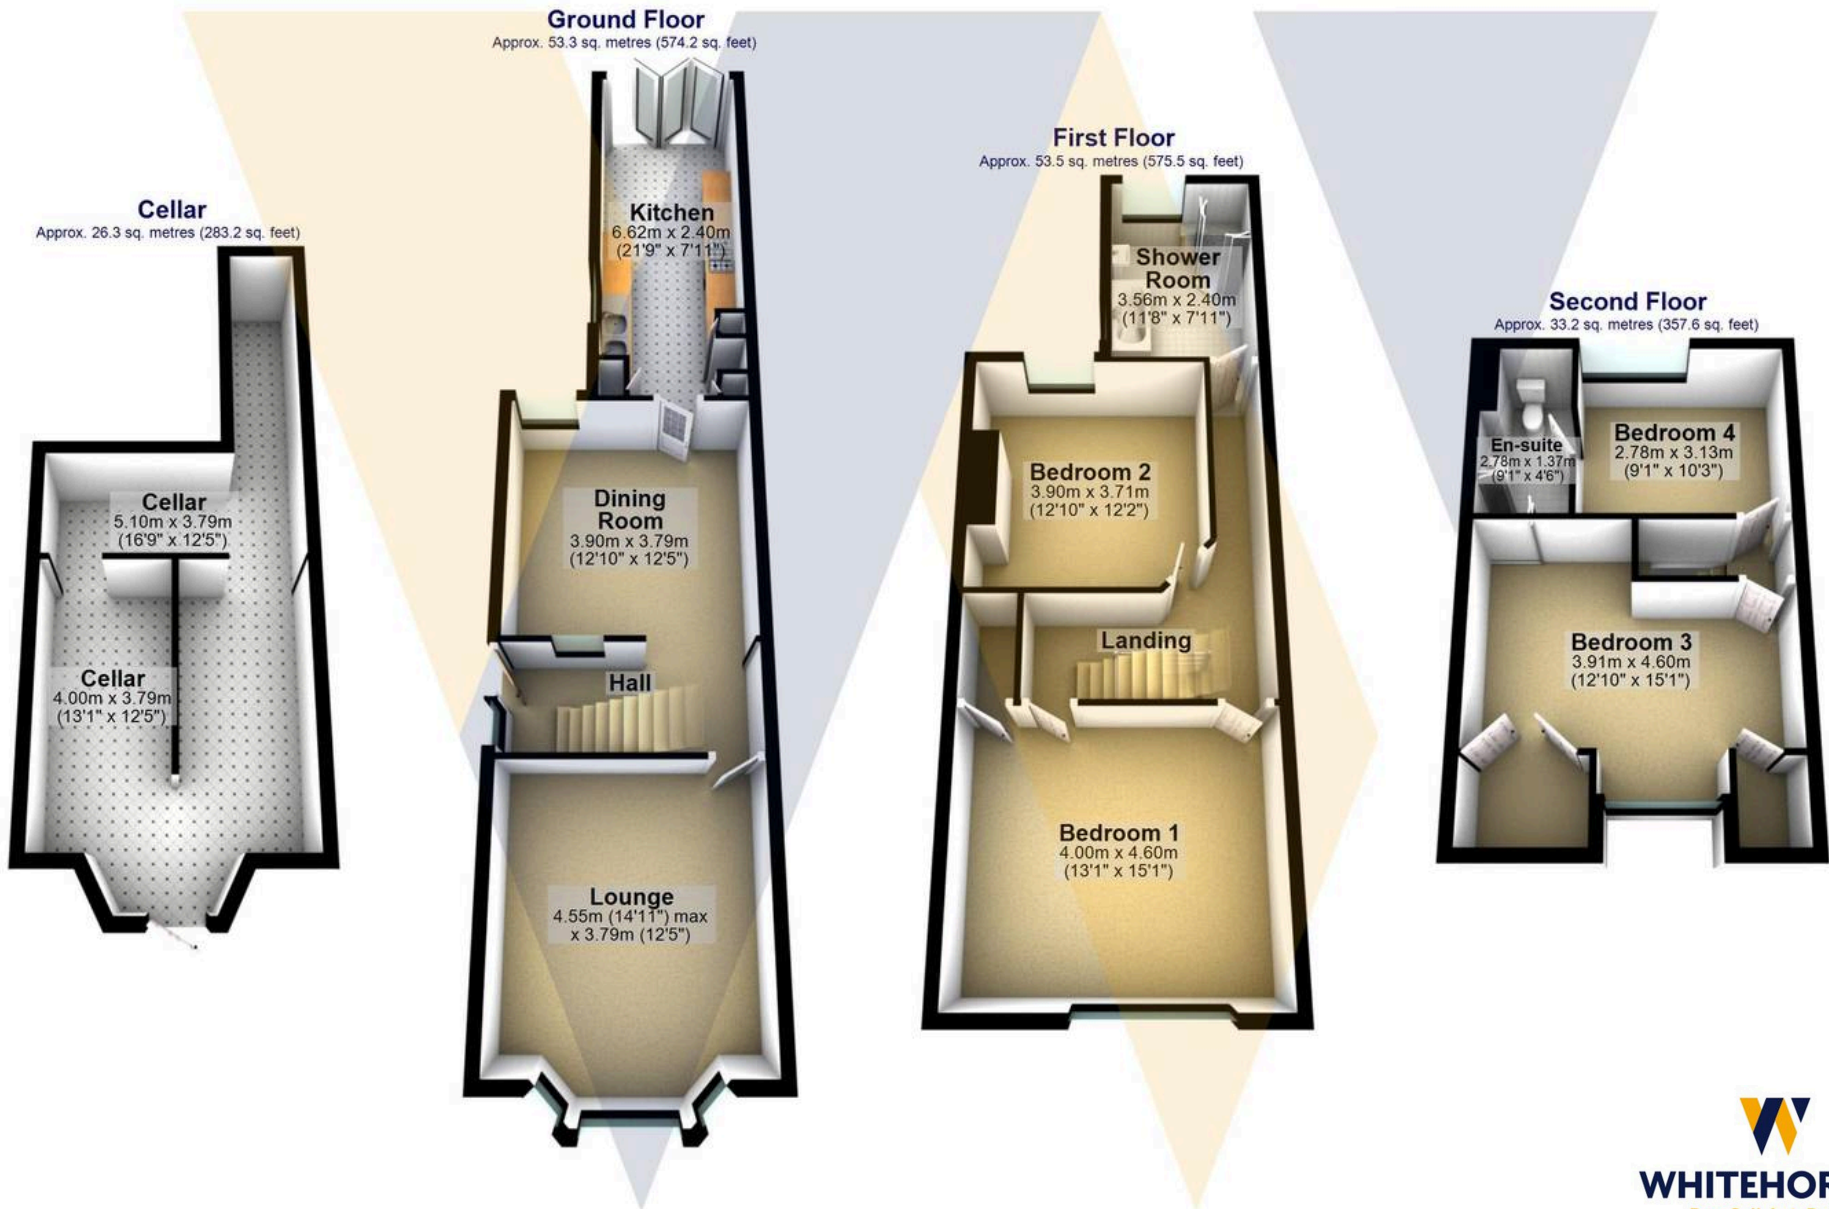 Ground Floor
Approx. 53.3 sq. metres (574.2 sq. feet)
Kitchen
6.62m x 2.40m
(21'9" x 7'11")
Dining
Room
3.90m x 3.79m
(12'10" x 12'5")
Hall
Lounge
4.55m (14'11") max
x 3.79m (12'5")
Cellar
Approx. 26.3 sq. metres (283.2 sq. feet)
Cellar
5.10m x 3.79m
(16'9" x 12'5")
Cellar
4.00m x 3.79m
(13'1" x 12'5")
First Floor
Approx. 53.5 sq. metres (575.5 sq. feet)
Shower
Room
3.56m x 2.40m
(11'8" x 7'11")
Bedroom 2
3.90m x 3.71m
(12'10" x 12'2")
Landing
Bedroom 1
4.00m x 4.60m
(13'1" x 15'1")
Second Floor
Approx. 33.2 sq. metres (357.6 sq. feet)
En-suite
2.78m x 1.37m
(9'1" x 4'6")
Bedroom 4
2.78m x 3.13m
(9'1" x 10'3")
Bedroom 3
3.91m x 4.60m
(12'10" x 15'1")
WHITEHOR